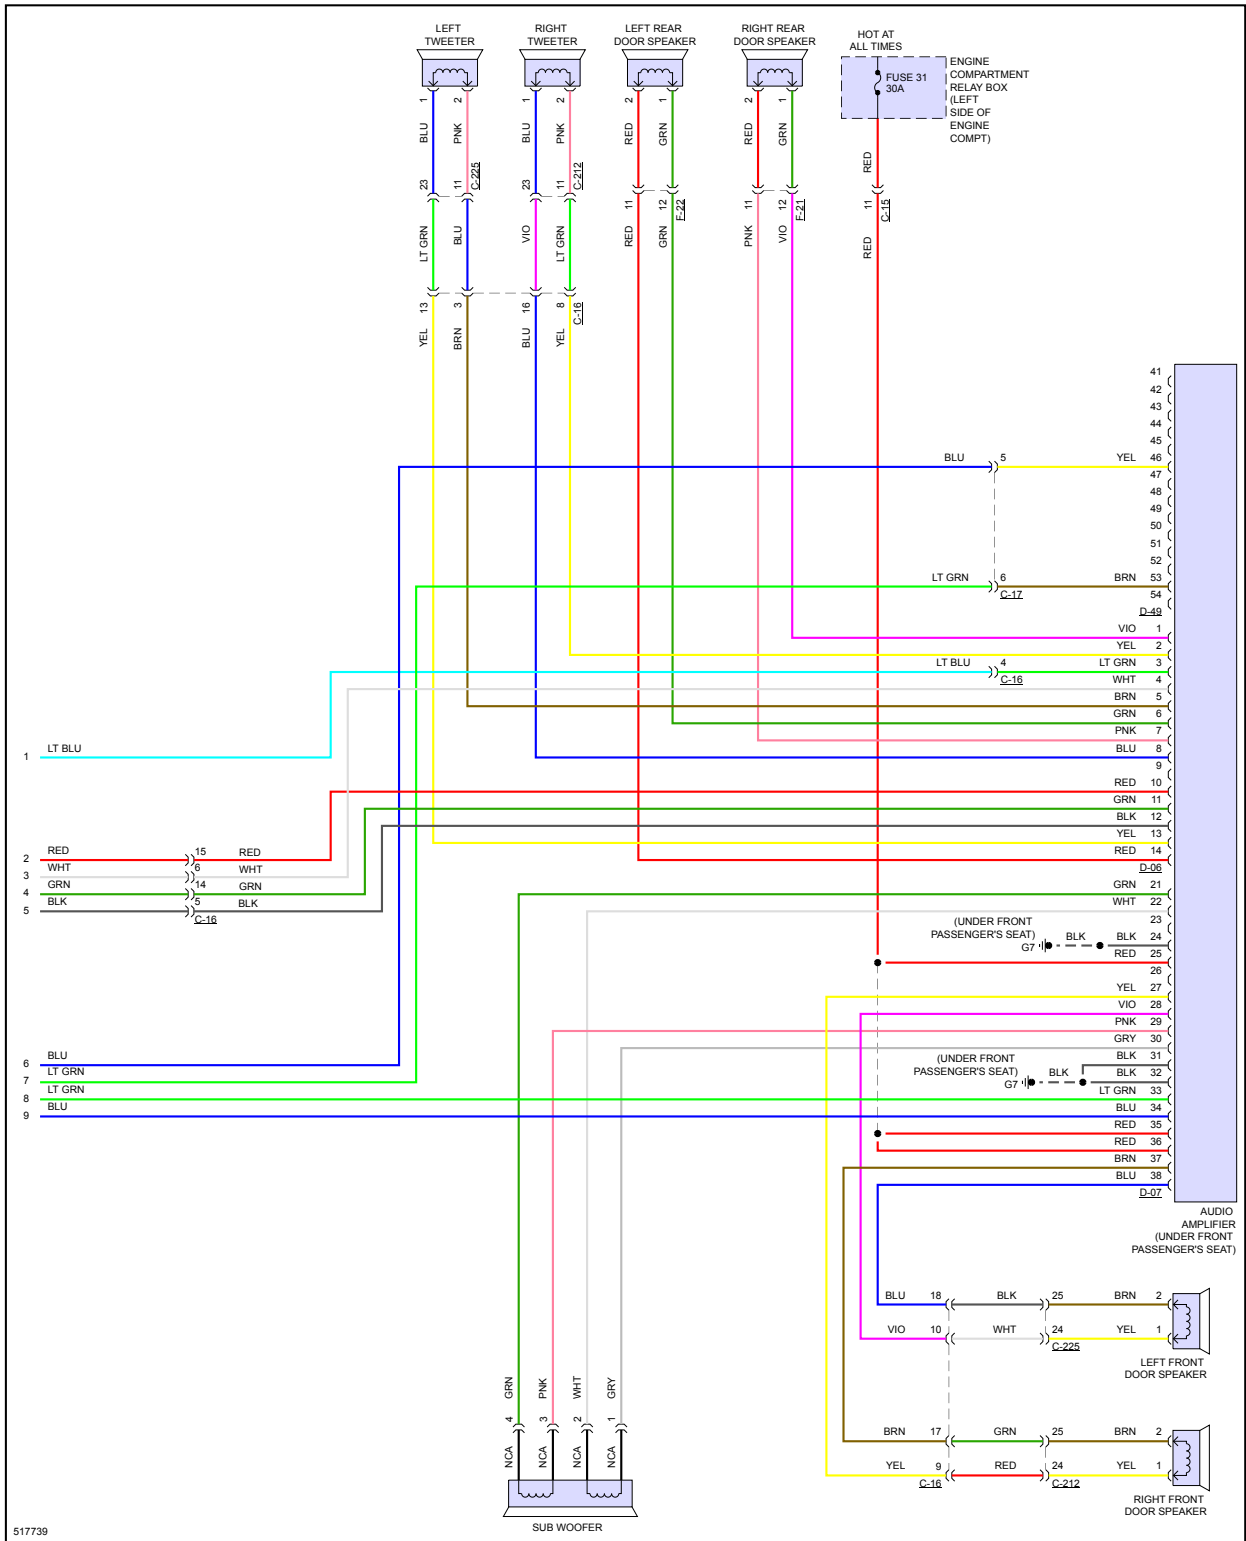 LEFT
TWEETER
RIGHT
TWEETER
LEFT REAR
DOOR SPEAKER
RIGHT REAR
DOOR SPEAKER
HOT AT
ALL TIMES
FUSE 31
30A
ENGINE
COMPARTMENT
RELAY BOX
(LEFT
SIDE OF
ENGINE
COMPT)
1 2 1 2 2 1 2 1
BLU PNK BLU PNK RED GRN RED GRN RED
23 11 C-225 23 11 C-212 11 12 F-22 11 12 F-21 11 C-15
LT GRN BLU VIO LT GRN RED GRN PNK VIO RED
13 3 16 8 C-16
YEL BRN BLU YEL
41
42
43
44
45
BLU 5 YEL 46
47
48
49
50
51
52
LT GRN 6 BRN 53
C-17 54
D-49
VIO 1
YEL 2
LT BLU 4 LT GRN 3
C-16 WHT 4
BRN 5
GRN 6
PNK 7
1 LT BLU BLU 8
9
RED 10
GRN 11
BLK 12
YEL 13
2 RED 15 RED RED 14
D-06
3 WHT 6 WHT
4 GRN 14 GRN GRN 21
5 BLK 5 BLK WHT 22
C-16
23
(UNDER FRONT
PASSENGER'S SEAT)
G7 BLK BLK 24
RED 25
26
YEL 27
VIO 28
PNK 29
GRY 30
(UNDER FRONT
PASSENGER'S SEAT)
6 BLU BLK 31
7 LT GRN G7 BLK BLK 32
8 LT GRN LT GRN 33
9 BLU BLU 34
RED 35
RED 36
BRN 37
BLU 38
D-07
AUDIO
AMPLIFIER
(UNDER FRONT
PASSENGER'S SEAT)
BLU 18 BLK 25 BRN 2
VIO 10 WHT 24 YEL 1
C-225
LEFT FRONT
DOOR SPEAKER
GRN PNK WHT GRY
4 3 2 1
NCA NCA NCA NCA
SUB WOOFER
BRN 17 GRN 25 BRN 2
YEL 9 RED 24 YEL 1
C-16 C-212
RIGHT FRONT
DOOR SPEAKER
517739